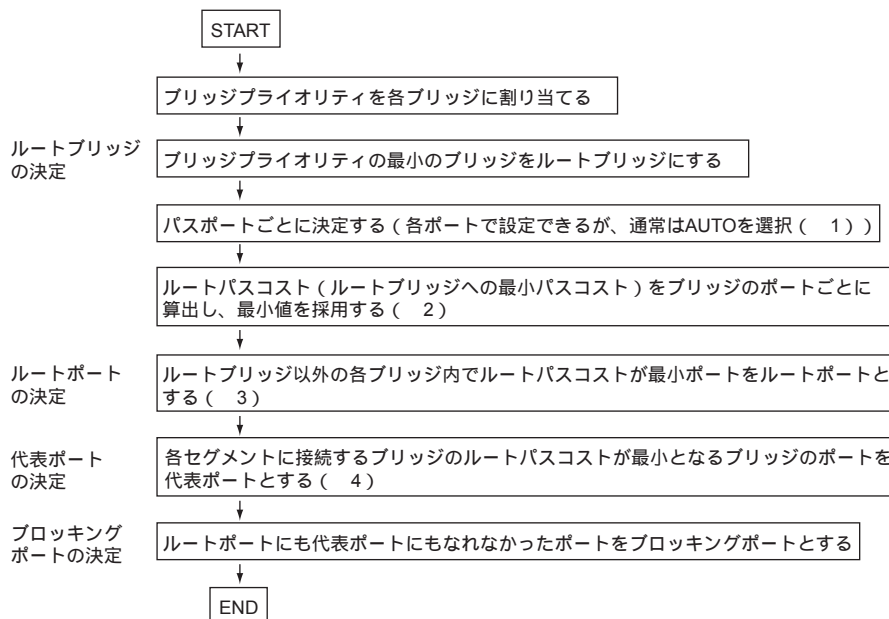 START
ブリッジプライオリティを各ブリッジに割り当てる
ルートブリッジ
の決定
ブリッジプライオリティの最小のブリッジをルートブリッジにする
パスポートごとに決定する（各ポートで設定できるが、通常はAUTOを選択（　1））
ルートパスコスト（ルートブリッジへの最小パスコスト）をブリッジのポートごとに
算出し、最小値を採用する（　2）
ルートポート
の決定
ルートブリッジ以外の各ブリッジ内でルートパスコストが最小ポートをルートポートと
する（　3）
代表ポート
の決定
各セグメントに接続するブリッジのルートパスコストが最小となるブリッジのポートを
代表ポートとする（　4）
ブロッキング
ポートの決定
ルートポートにも代表ポートにもなれなかったポートをブロッキングポートとする
END